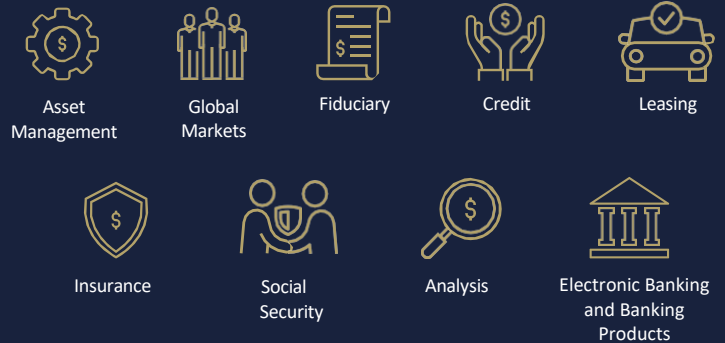 $
$
$
Asset
Management
Global
Markets
Fiduciary
Credit
Leasing
$
$
Insurance
Social
Security
Analysis
Electronic Banking
and Banking
Products